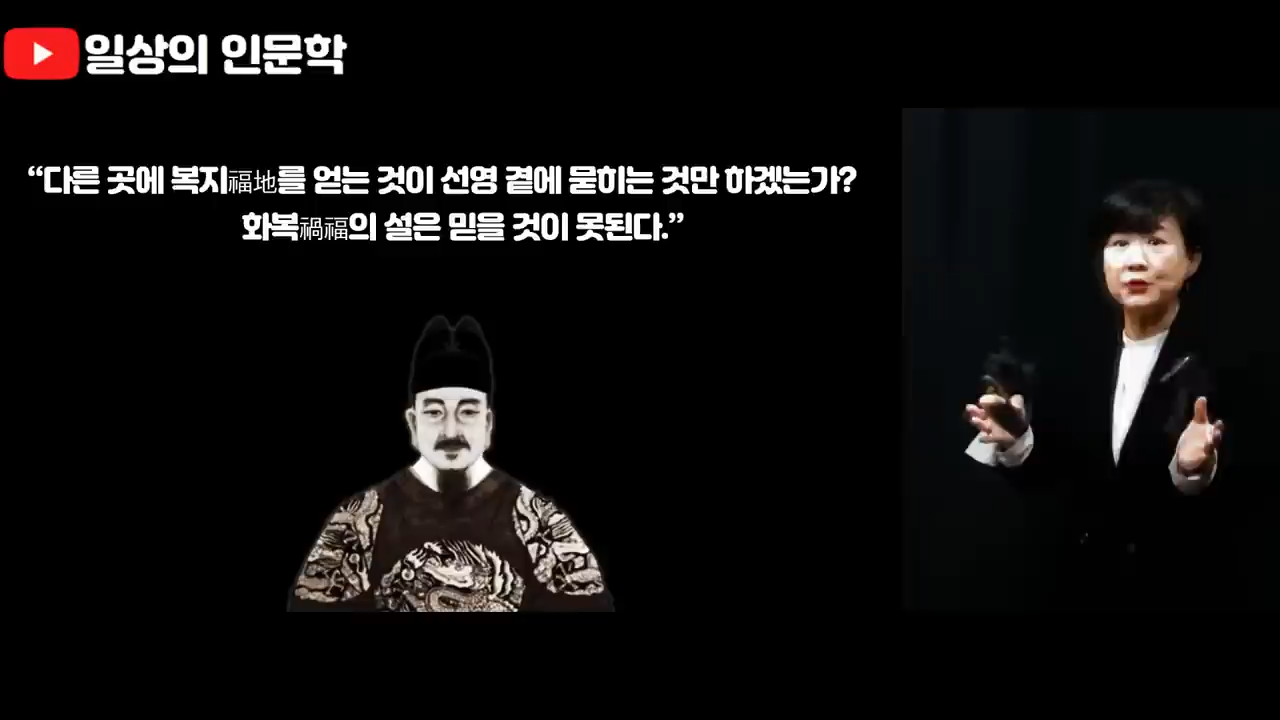 일상의 인문학
“다른 곳에 복지福地를 얻는 것이 선영 곁에 묻히는 것만 하겠는가?
화복禍福의 설은 믿을 것이 못된다.”